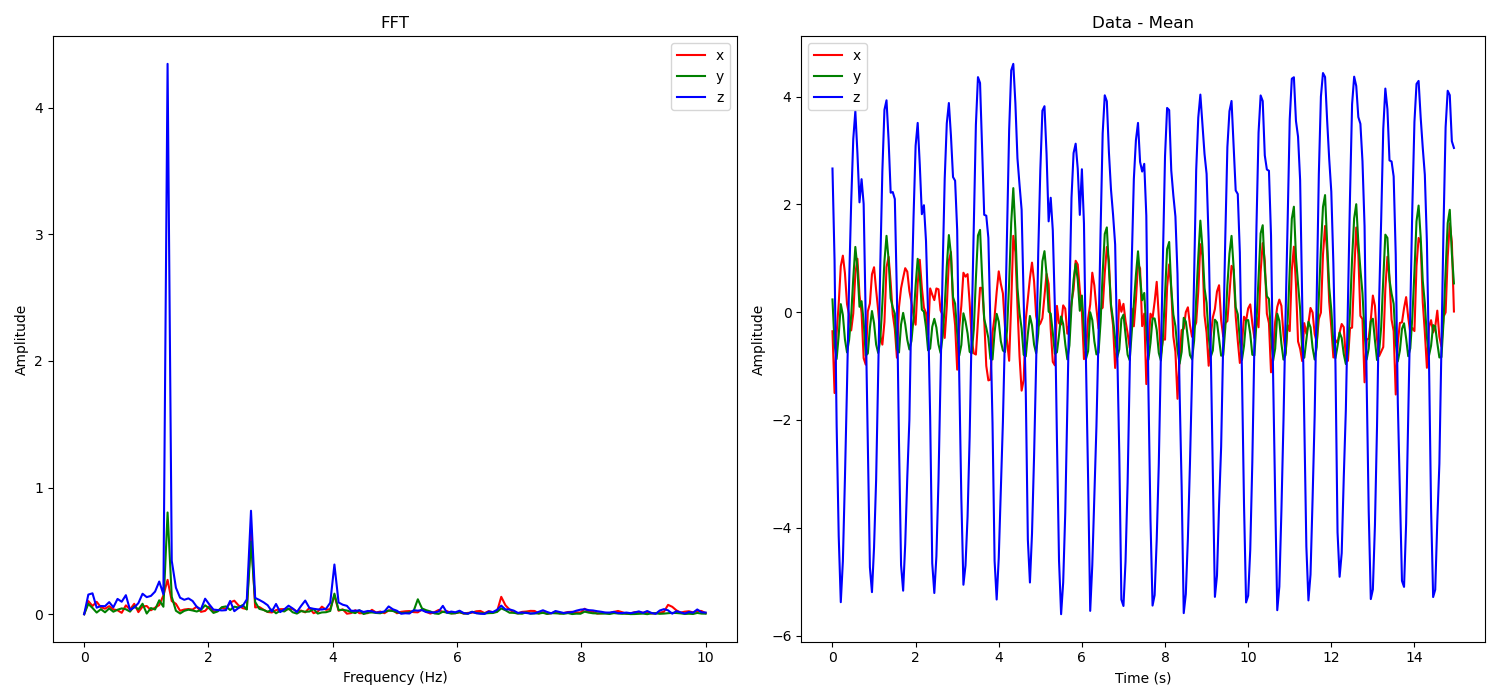 FFT
x
y
z
4
3
2
1
0
Amplitude
0 2 4 6 8 10
Frequency (Hz)
Data - Mean
x
y
z
4
2
0
−2
−4
−6
Amplitude
0 2 4 6 8 10 12 14
Time (s)